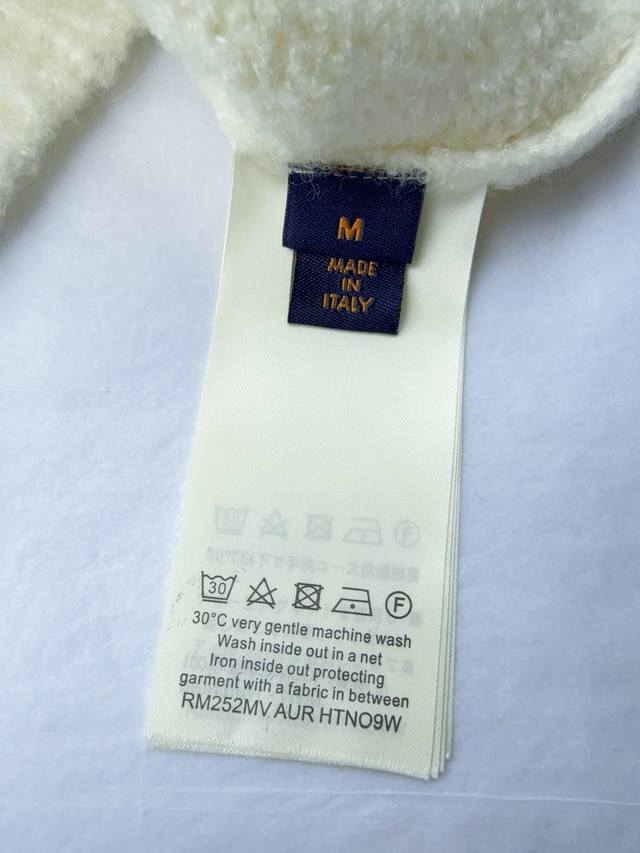 M
MADE
IN
ITALY
30
F
30°C very gentle machine wash
Wash inside out in a net
Iron inside out protecting
garment with a fabric in between
RM252MV AUR HTNO9W